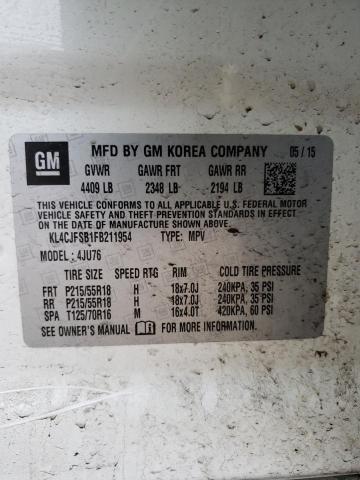 GM MFD BY GM KOREA COMPANY 05 / 15
GVWR GAWR FRT GAWR RR
4409 LB 2348 LB 2194 LB
THIS VEHICLE CONFORMS TO ALL APPLICABLE U.S. FEDERAL MOTOR
VEHICLE SAFETY AND THEFT PREVENTION STANDARDS IN EFFECT ON
THE DATE OF MANUFACTURE SHOWN ABOVE.
KL4CJFSB1FB211954 TYPE: MPV
MODEL: 4JU76
TIRE SIZE SPEED RTG RIM COLD TIRE PRESSURE
FRT P215/55R18 H 18x7.0J 240KPA, 35 PSI
RR P215/55R18 H 18x7.0J 240KPA, 35 PSI
SPA T125/70R16 M 16x4.0T 420KPA, 60 PSI
SEE OWNER'S MANUAL FOR MORE INFORMATION.